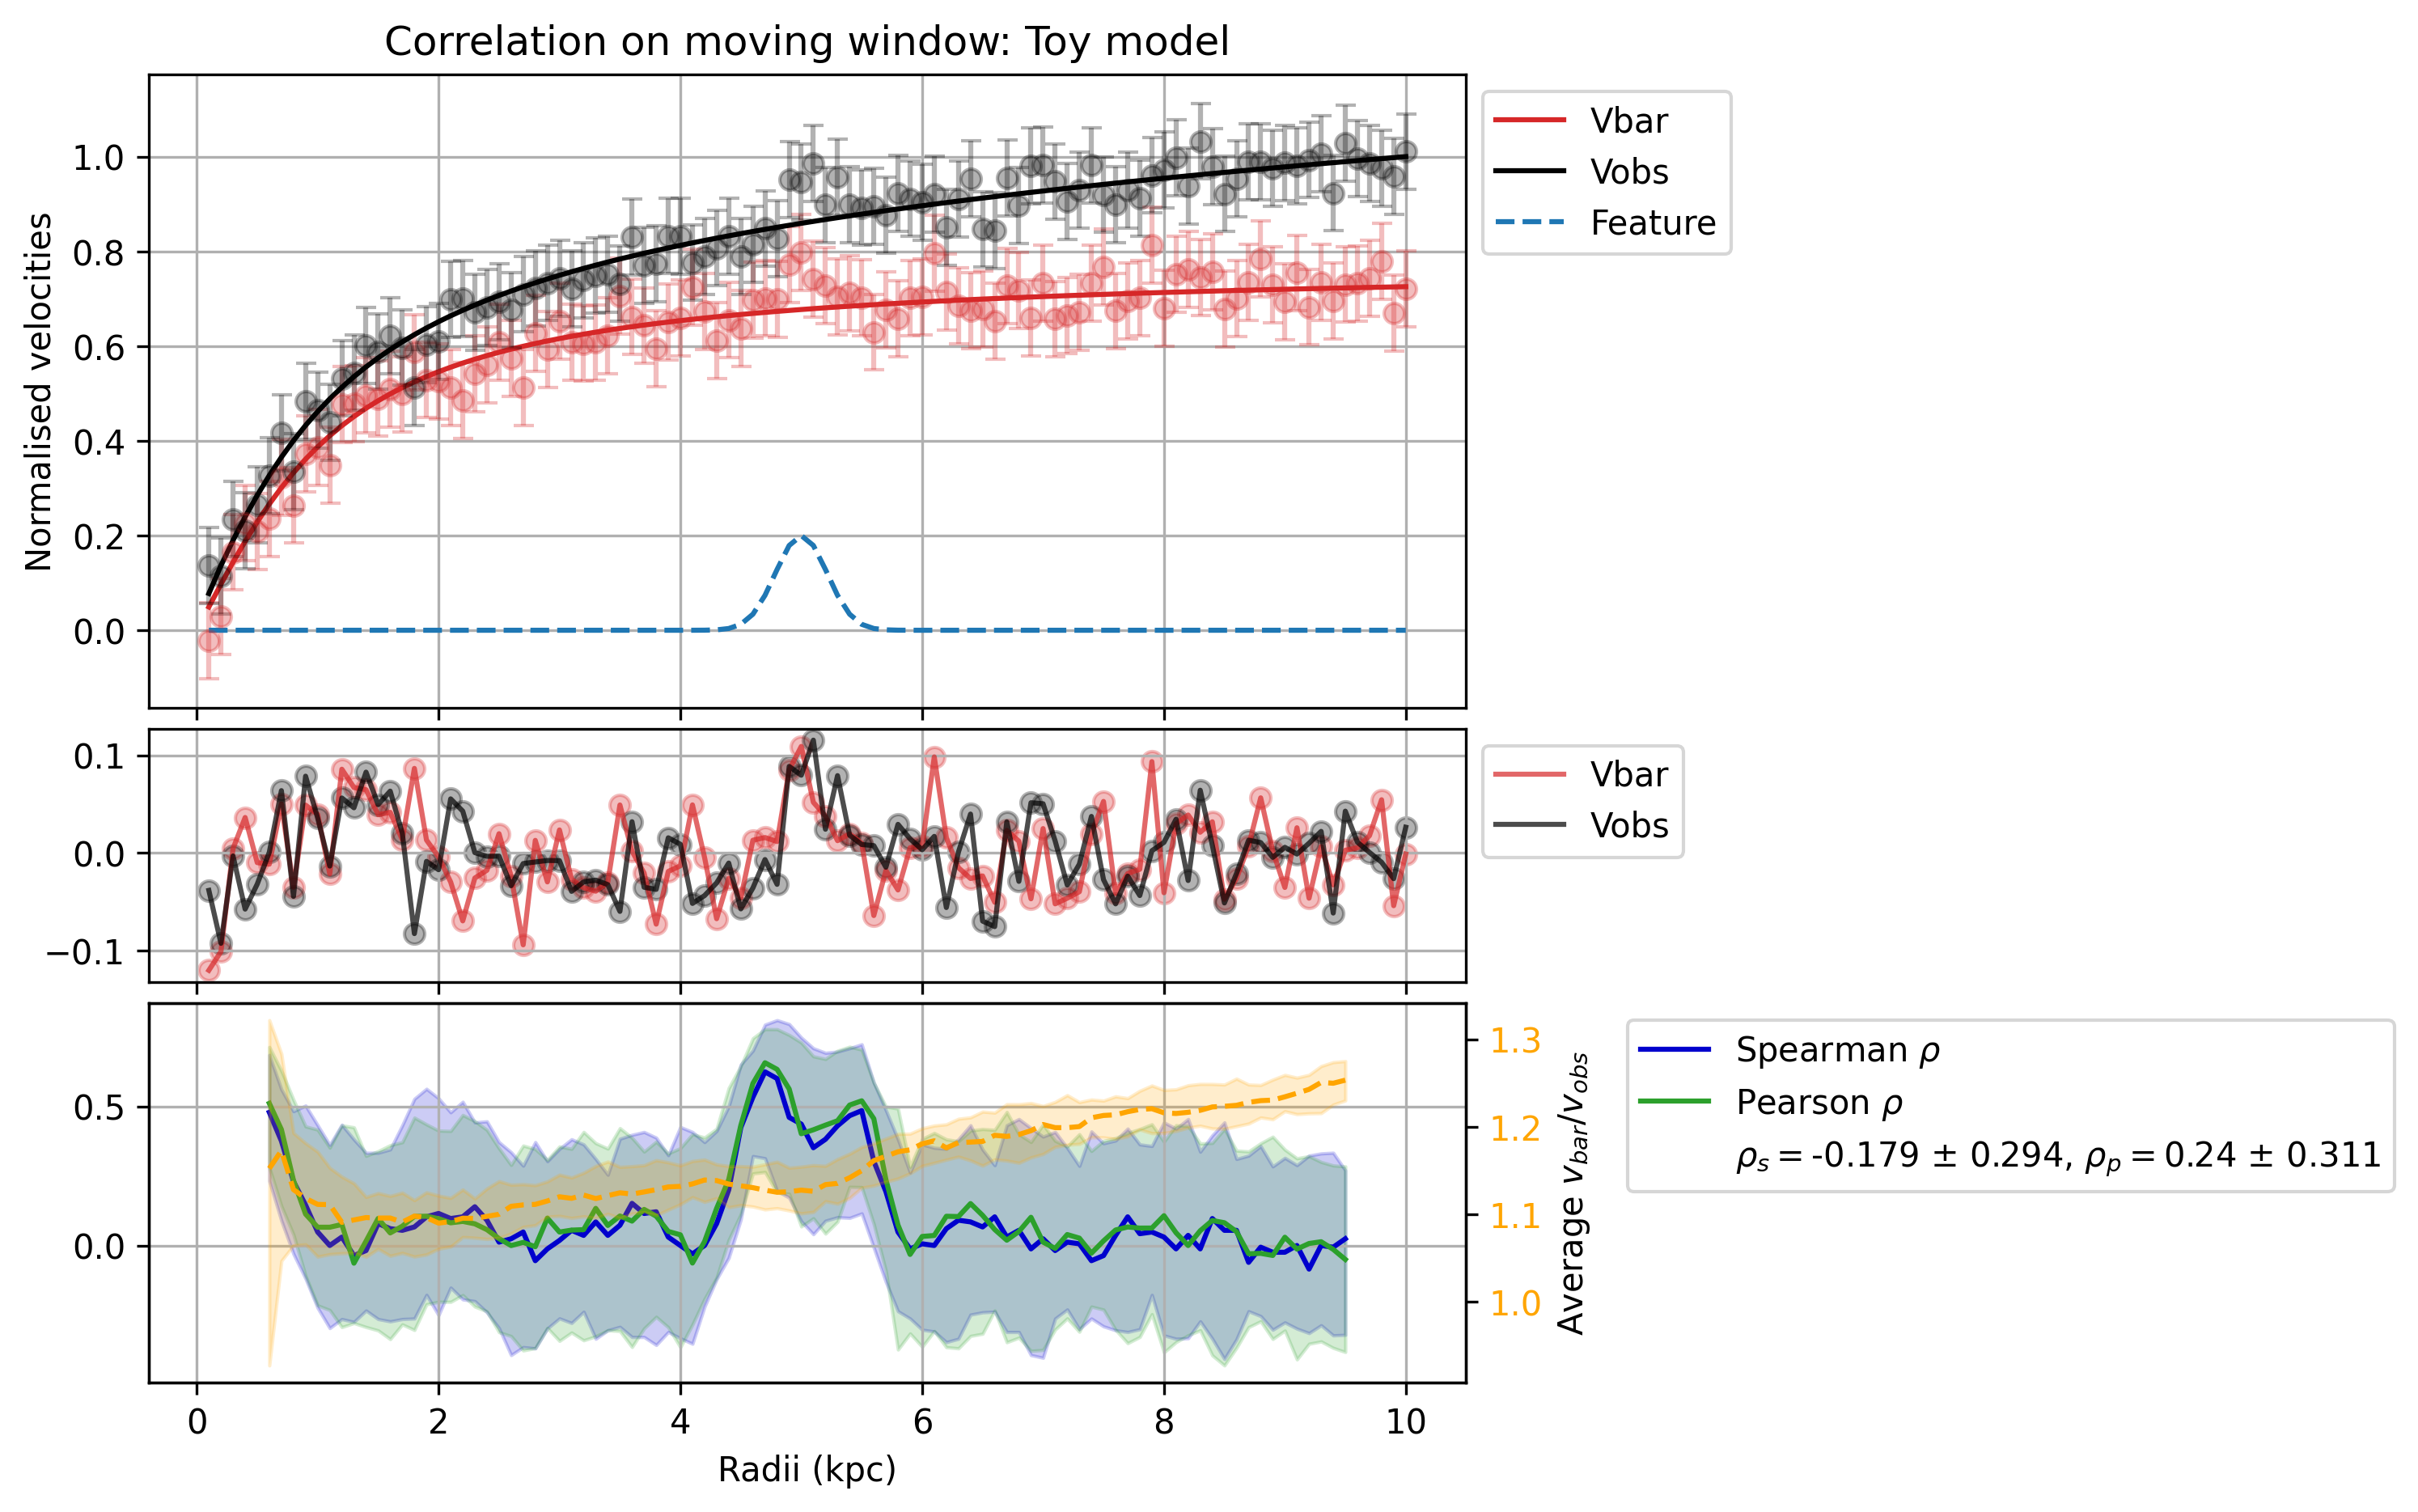 Correlation on moving window: Toy model
Normalised velocities
1.0
0.8
0.6
0.4
0.2
0.0
Vbar
Vobs
Feature
0.1
0.0
−0.1
Vbar
Vobs
0.5
0.0
1.3
1.2
1.1
1.0
Average v_bar/v_obs
Spearman ρ
Pearson ρ
ρ_s = -0.179 ± 0.294, ρ_p = 0.24 ± 0.311
0 2 4 6 8 10
Radii (kpc)